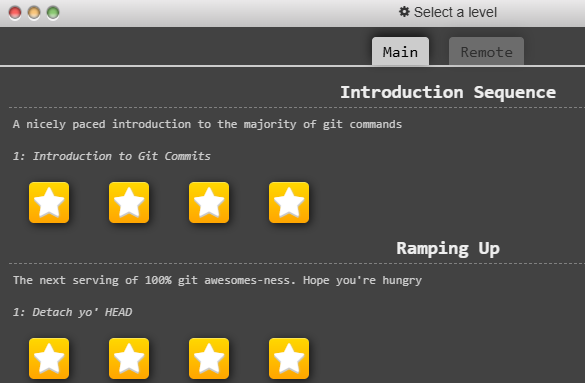 Select a level
Main Remote
Introduction Sequence
A nicely paced introduction to the majority of git commands
1: Introduction to Git Commits
Ramping Up
The next serving of 100% git awesomes-ness. Hope you're hungry
1: Detach yo' HEAD